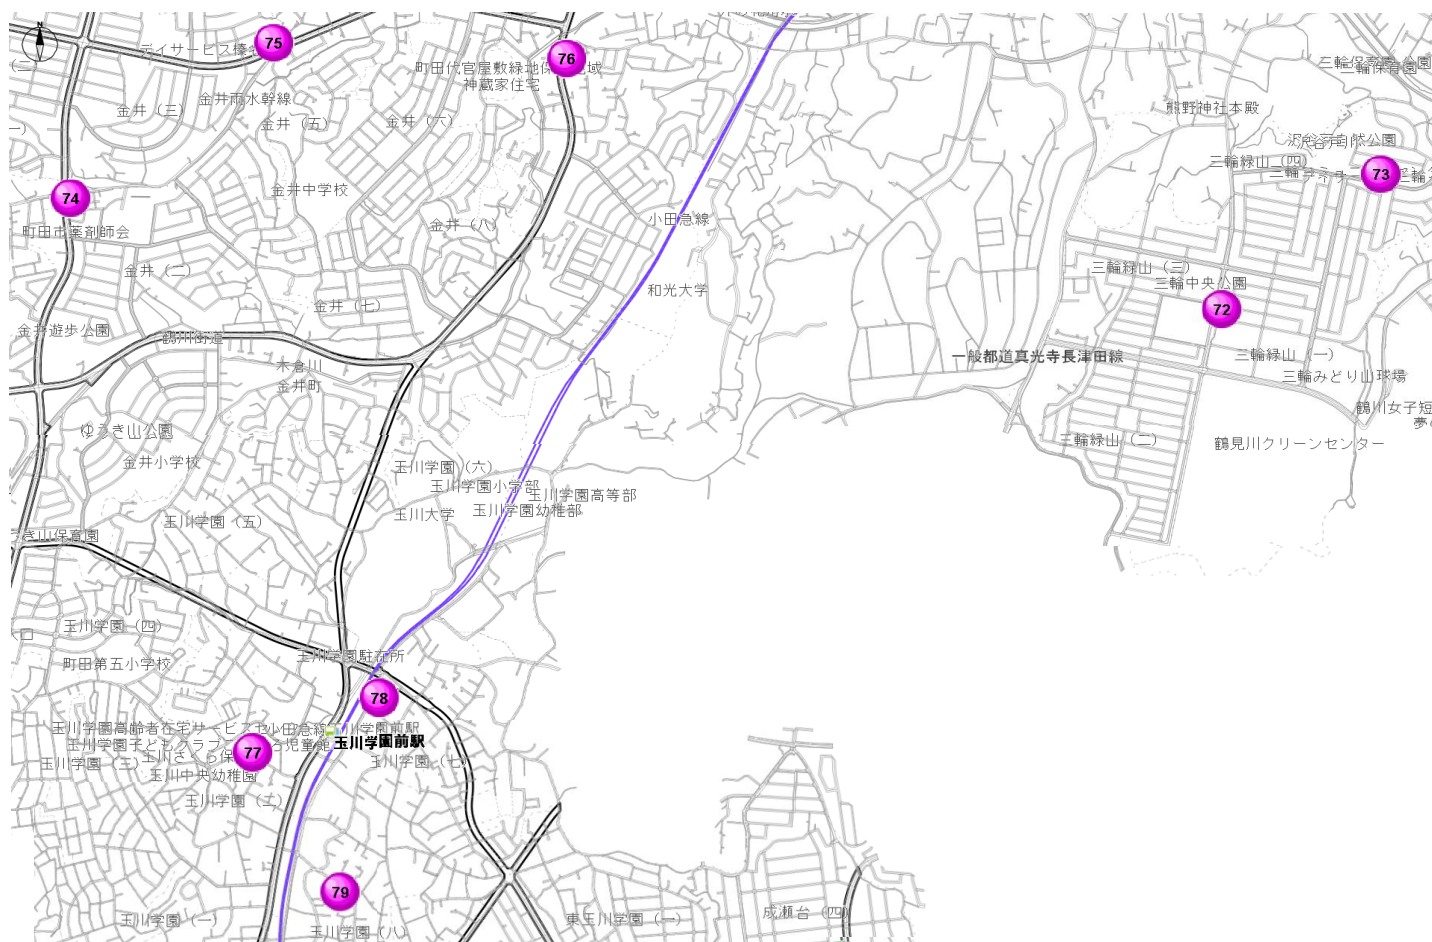 N
75
デイサービス榛
76
町田代官屋敷緑地保
域
神蔵家住宅
三輪保育園
金井（三）
金井雨水幹線
金井（五）
金井（六）
熊野神社本殿
三輪緑山（四）
73
金井中学校
74
小田急線
金井（八）
町田市薬剤師会
金井（二）
三輪緑山（三）
三輪中央公園
和光大学
金井（七）
72
金井遊歩公園
鶴川街道
一般都道真光寺長津田線
三輪緑山（一）
木倉川
金井町
三輪みどり山球場
鶴川女子短
ゆうき山公園
三輪緑山（二）
鶴見川クリーンセンター
金井小学校
玉川学園（六）
玉川学園小学部
玉川学園高等部
玉川学園幼稚部
玉川大学
玉川学園（五）
き山保育園
玉川学園（四）
玉川学園駐在所
町田第五小学校
78
玉川学園高齢者在宅サービスセ
小田急線
玉川学園前駅
玉川学園前駅
玉川学園子どもクラブ
児童館
77
玉川学園（三）
玉川さくら保
玉川学園（七）
玉川中央幼稚園
玉川学園（二）
79
玉川学園（一）
玉川学園（八）
東玉川学園（一）
成瀬台（四）